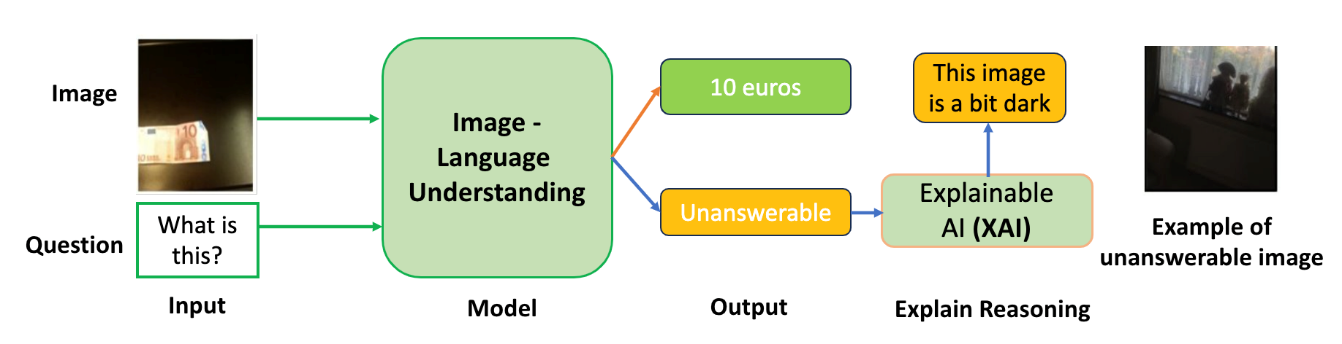 Image
10
What is
this?
Question
Input
Image -
Language
Understanding
Model
10 euros
Unanswerable
Output
This image
is a bit dark
Explainable
AI (XAI)
Explain Reasoning
Example of
unanswerable image